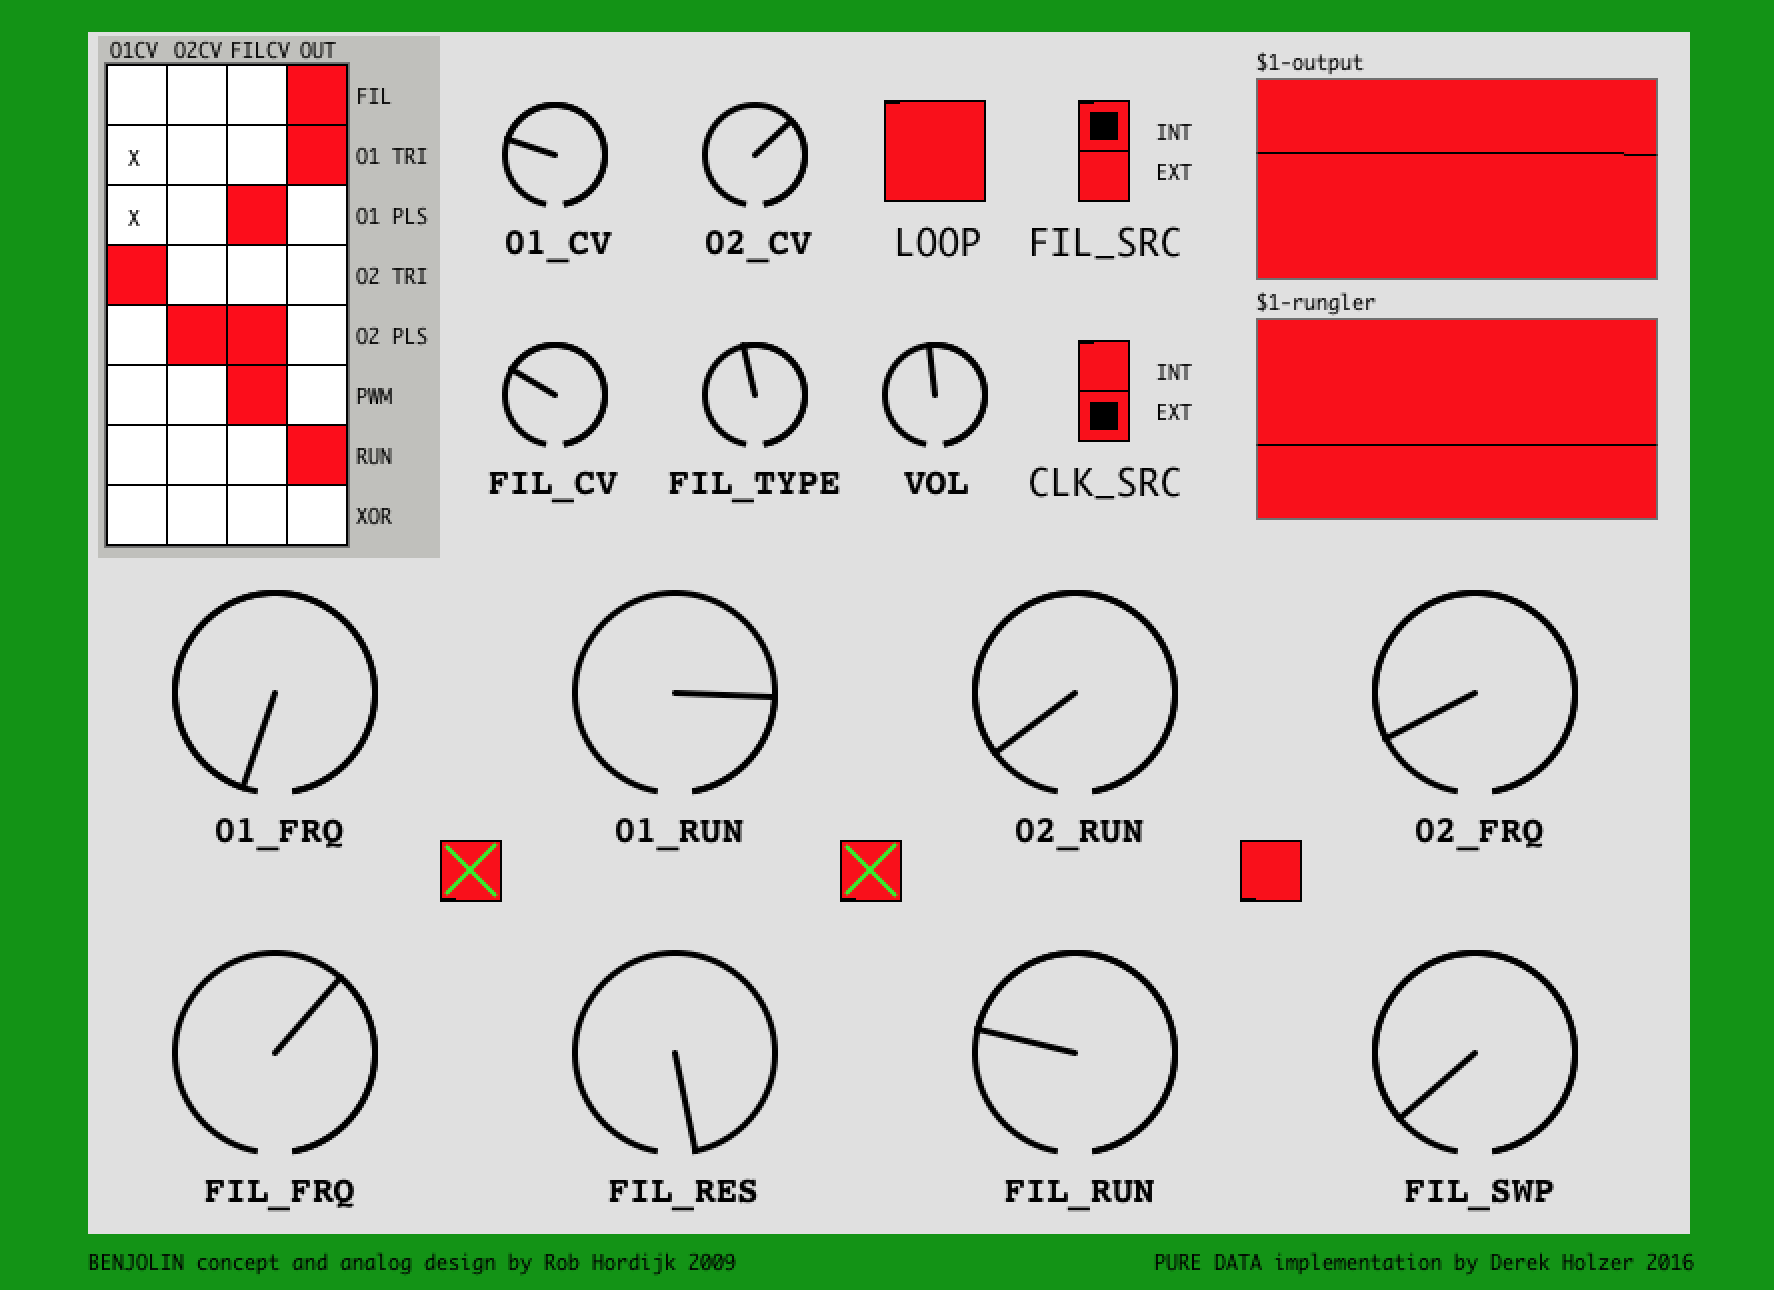 O1CV O2CV FILCV OUT
FIL
X O1 TRI
X O1 PLS
O2 TRI
O2 PLS
PWM
RUN
XOR
O1_CV O2_CV LOOP FIL_SRC
INT
EXT
FIL_CV FIL_TYPE VOL CLK_SRC
INT
EXT
$1-output
$1-rungler
O1_FRQ O1_RUN O2_RUN O2_FRQ
FIL_FRQ FIL_RES FIL_RUN FIL_SWP
BENJOLIN concept and analog design by Rob Hordijk 2009
PURE DATA implementation by Derek Holzer 2016